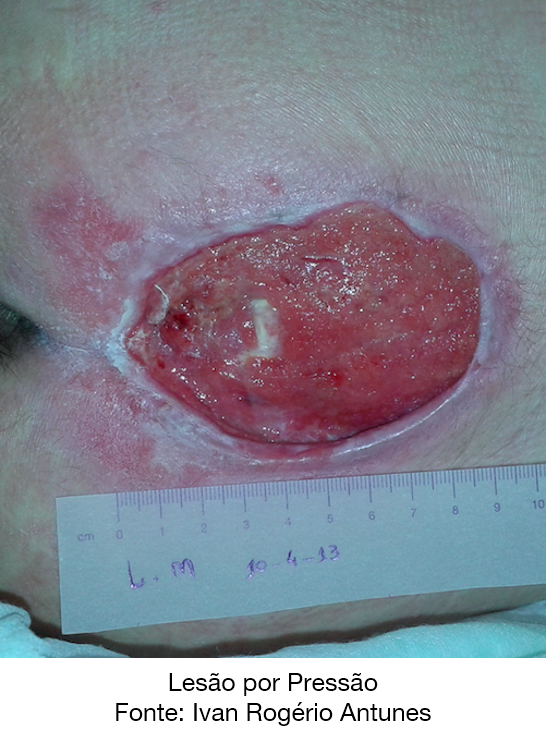 cm 0 1 2 3 4 5 6 7 8 9 10
L.M 10-4-13
Lesão por Pressão
Fonte: Ivan Rogério Antunes